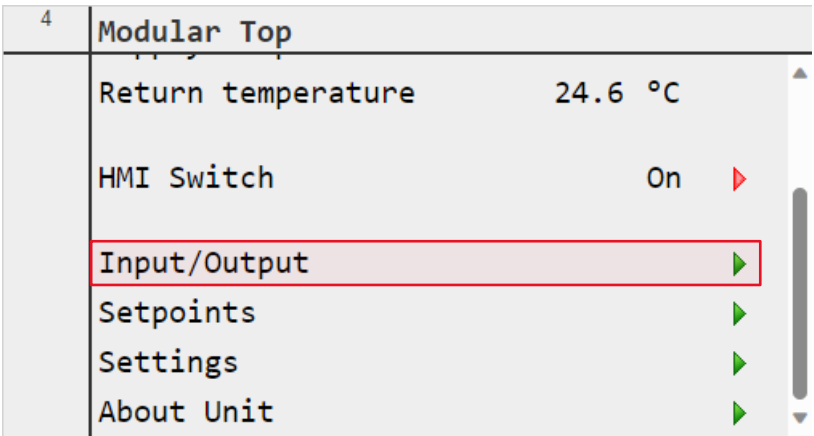 4
Modular Top
Return temperature 24.6 °C
HMI Switch On
Input/Output
Setpoints
Settings
About Unit